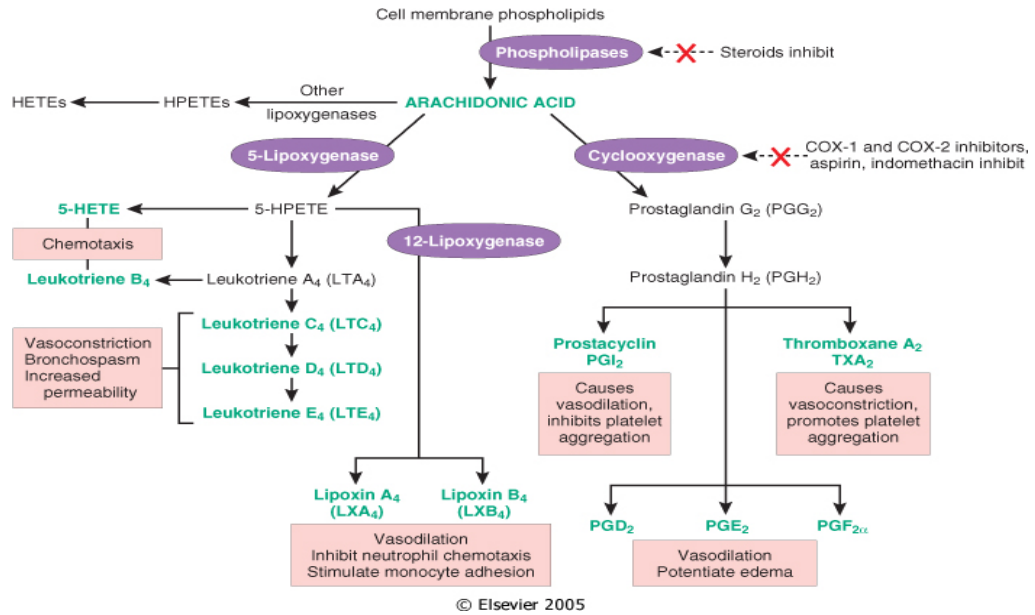 Cell membrane phospholipids
Phospholipases
Steroids inhibit
HETEs
HPETEs
Other
lipoxygenases
ARACHIDONIC ACID
5-Lipoxygenase
Cyclooxygenase
COX-1 and COX-2 inhibitors,
aspirin, indomethacin inhibit
5-HETE
5-HPETE
Prostaglandin G₂ (PGG₂)
12-Lipoxygenase
Chemotaxis
Leukotriene B₄
Leukotriene A₄ (LTA₄)
Prostaglandin H₂ (PGH₂)
Leukotriene C₄ (LTC₄)
Vasoconstriction
Bronchospasm
Increased
permeability
Leukotriene D₄ (LTD₄)
Leukotriene E₄ (LTE₄)
Prostacyclin
PGI₂
Causes
vasodilation,
inhibits platelet
aggregation
Thromboxane A₂
TXA₂
Causes
vasoconstriction,
promotes platelet
aggregation
Lipoxin A₄
(LXA₄)
Lipoxin B₄
(LXB₄)
Vasodilation
Inhibit neutrophil chemotaxis
Stimulate monocyte adhesion
PGD₂
PGE₂
PGF₂α
Vasodilation
Potentiate edema
© Elsevier 2005